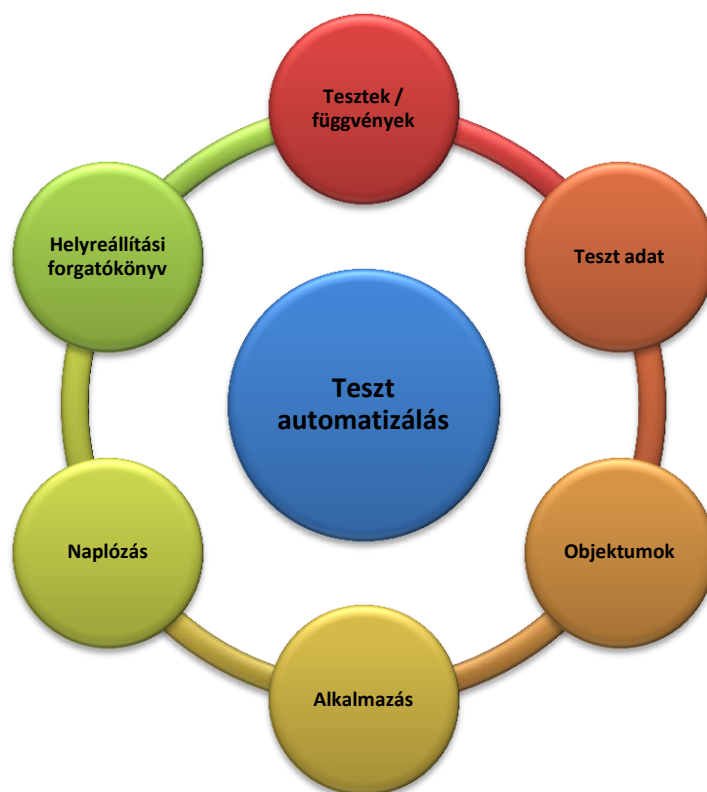 Tesztek /
függvények
Teszt adat
Objektumok
Alkalmazás
Naplózás
Helyreállítási
forgatókönyv
Teszt
automatizálás